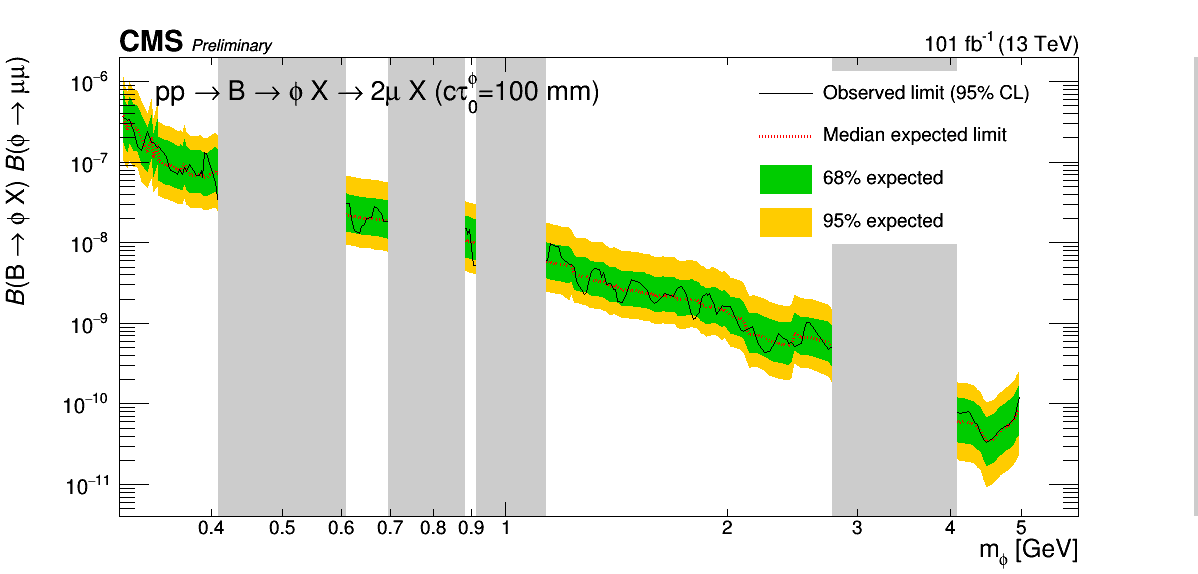 CMS Preliminary
101 fb⁻¹ (13 TeV)
pp → B → ϕ X → 2μ X (cτ₀ᶲ=100 mm)
Observed limit (95% CL)
Median expected limit
68% expected
95% expected
B(B → ϕ X) B(ϕ → μμ)
10⁻⁶
10⁻⁷
10⁻⁸
10⁻⁹
10⁻¹⁰
10⁻¹¹
0.4 0.5 0.6 0.7 0.8 0.9 1 2 3 4 5
mᵩ [GeV]